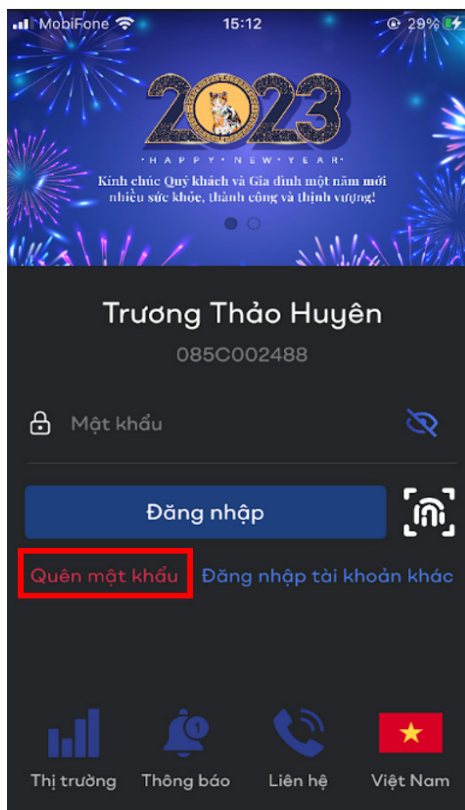 MobiFone 15:12 29%
2023
·HAPPY·NEW·YEAR·
Kính chúc Quý khách và Gia đình một năm mới
nhiều sức khỏe, thành công và thịnh vượng!
Trương Thảo Huyên
085C002488
Mật khẩu
Đăng nhập
Quên mật khẩu Đăng nhập tài khoản khác
1
Thị trường Thông báo Liên hệ Việt Nam